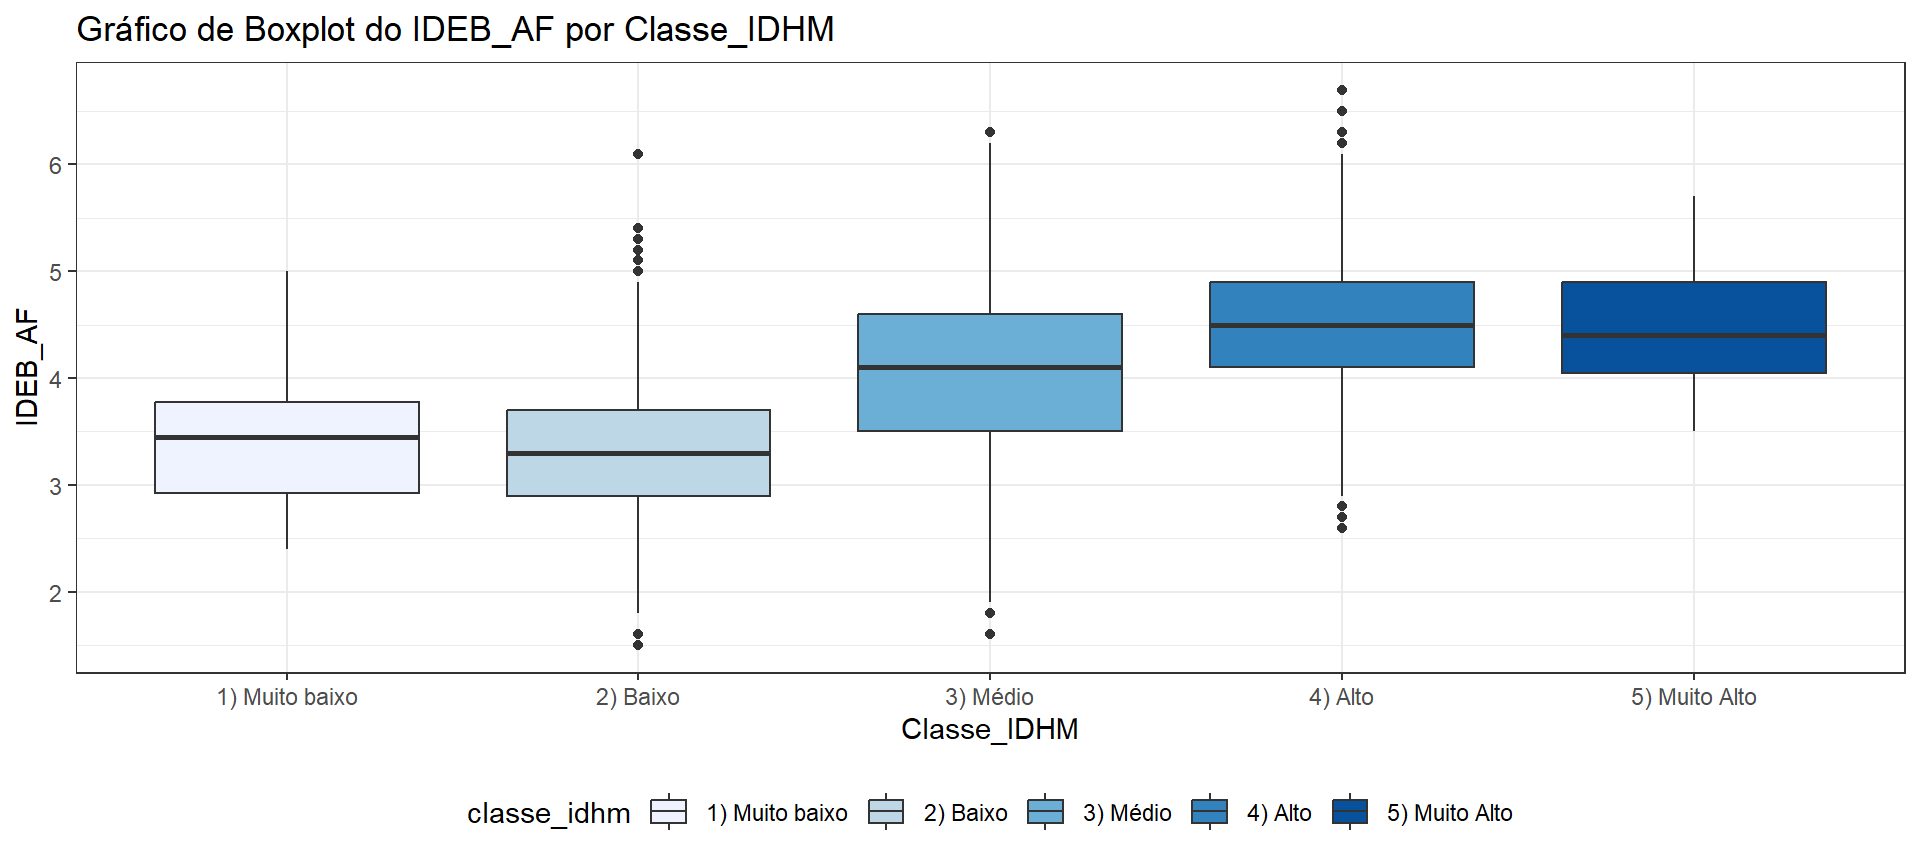 Gráfico de Boxplot do IDEB_AF por Classe_IDHM
IDEB_AF
6
5
4
3
2
1) Muito baixo
2) Baixo
3) Médio
4) Alto
5) Muito Alto
Classe_IDHM
classe_idhm 1) Muito baixo 2) Baixo 3) Médio 4) Alto 5) Muito Alto